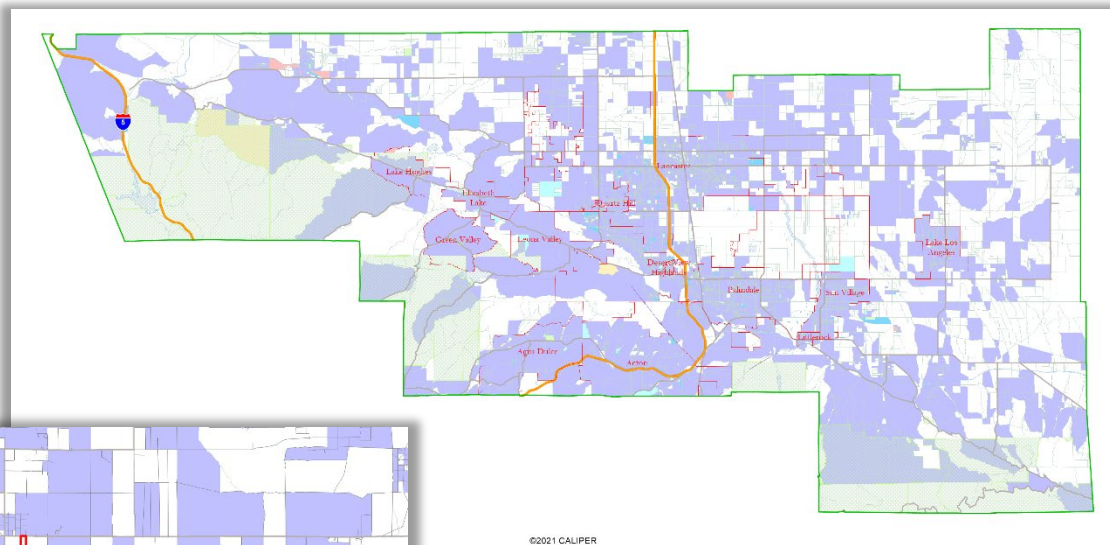 5
Lake Hughes
Elizabeth
Lake
Lancaster
Quartz Hill
Green Valley
Leona Valley
Lake Los
Angeles
Desert View
Highlands
Palmdale
Sun Village
Littlerock
Agua Dulce
Acton
©2021 CALIPER